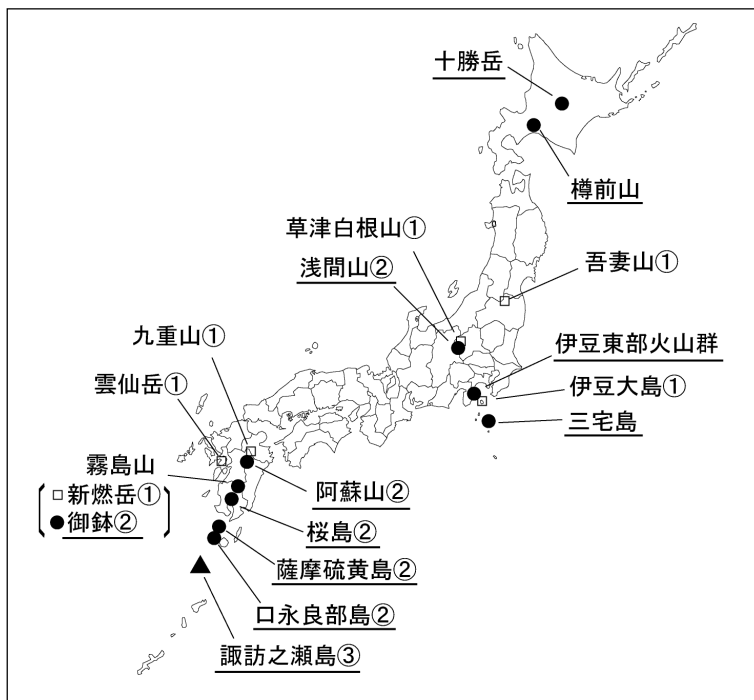 十勝岳
樽前山
草津白根山①
浅間山②
吾妻山①
九重山①
伊豆東部火山群
雲仙岳①
伊豆大島①
三宅島
霧島山
□新燃岳①
●御鉢②
阿蘇山②
桜島②
薩摩硫黄島②
口永良部島②
諏訪之瀬島③